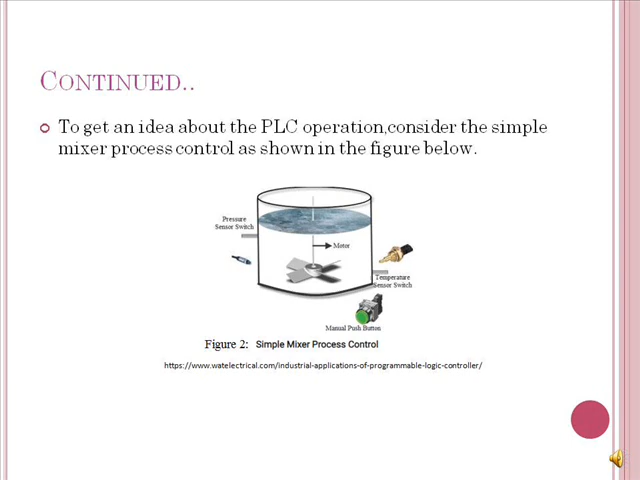 CONTINUED..
To get an idea about the PLC operation,consider the simple
mixer process control as shown in the figure below.
Pressure
Sensor Switch
Motor
Temperature
Sensor Switch
Manual Push Button
Figure 2: Simple Mixer Process Control
https://www.watelectrical.com/industrial-applications-of-programmable-logic-controller/